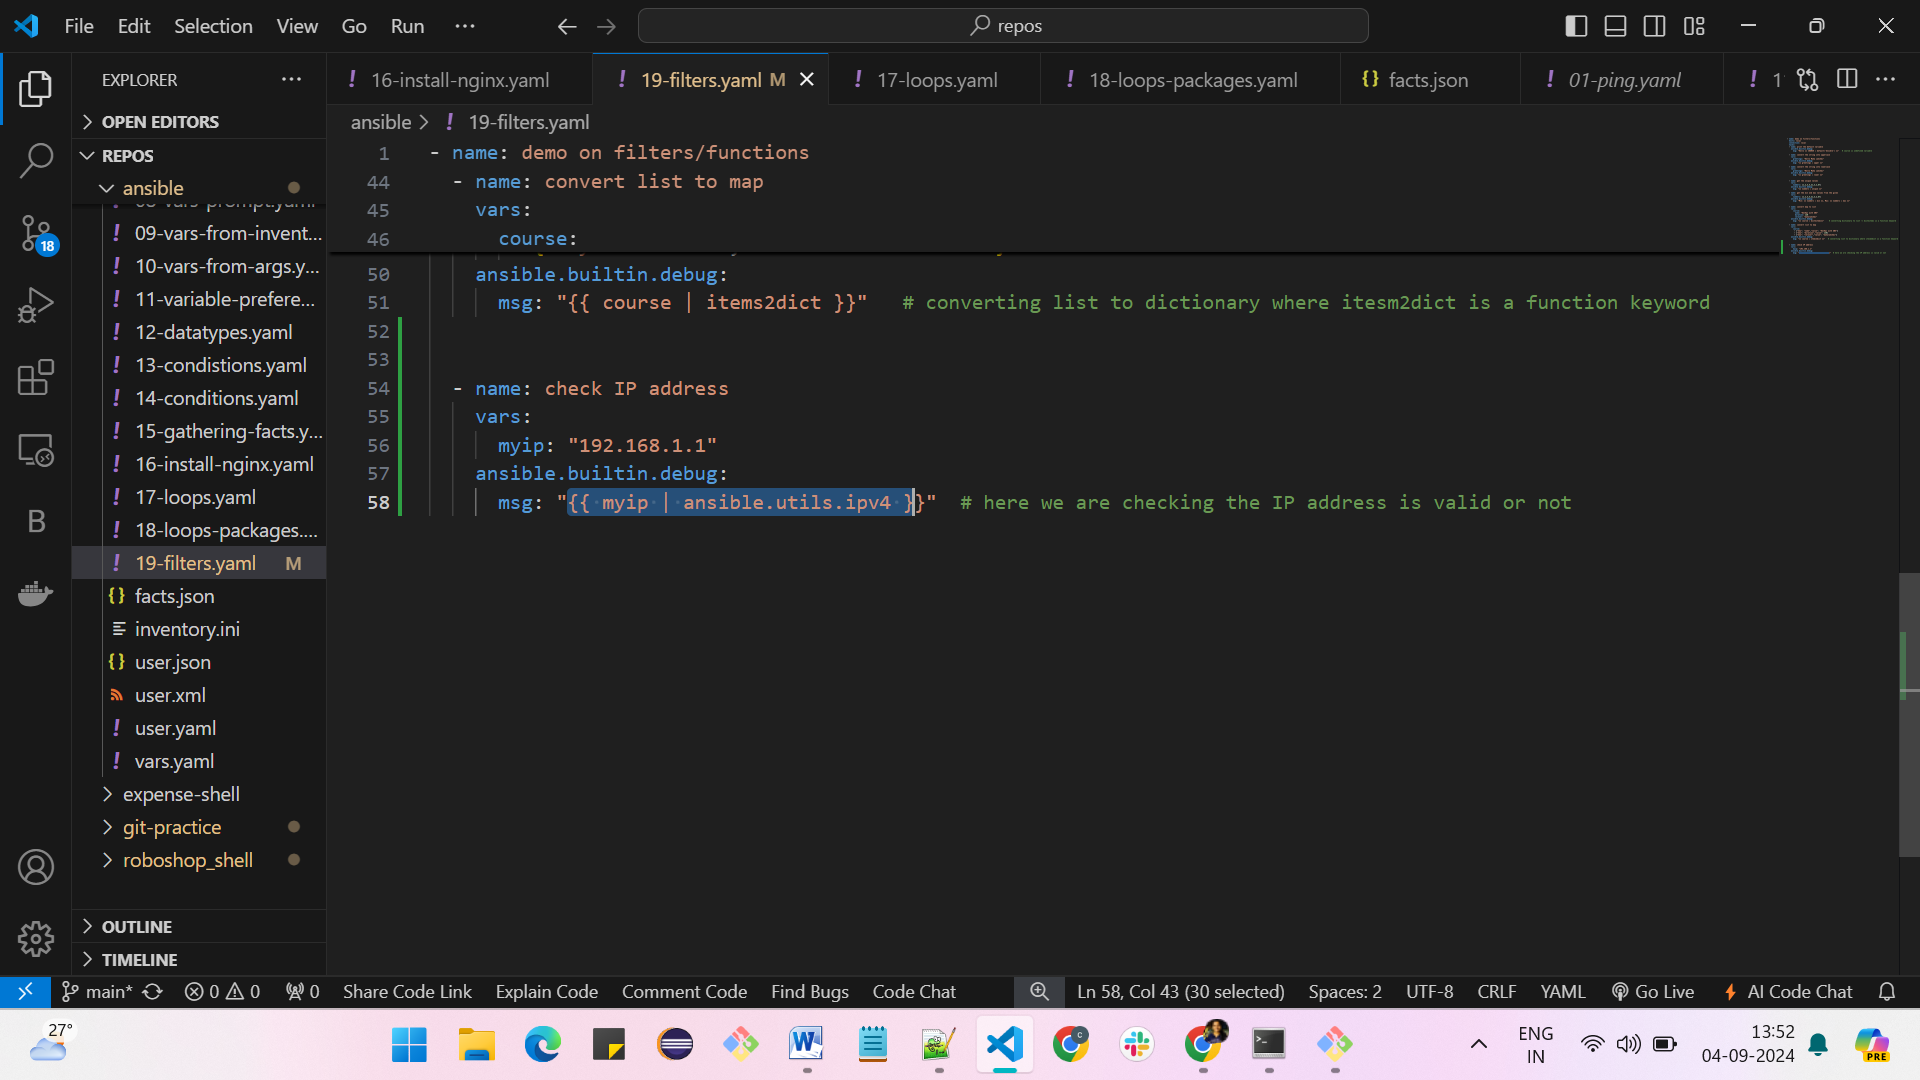 File Edit Selection View Go Run ···
repos
EXPLORER ···
OPEN EDITORS
REPOS
ansible
08-vars-prompt.yaml
09-vars-from-invent...
10-vars-from-args.y...
11-variable-prefere...
12-datatypes.yaml
13-condistions.yaml
14-conditions.yaml
15-gathering-facts.y...
16-install-nginx.yaml
17-loops.yaml
18-loops-packages....
19-filters.yaml M
facts.json
inventory.ini
user.json
user.xml
user.yaml
vars.yaml
expense-shell
git-practice
roboshop_shell
OUTLINE
TIMELINE
18
B
! 16-install-nginx.yaml
! 19-filters.yaml M
! 17-loops.yaml
! 18-loops-packages.yaml
{} facts.json
! 01-ping.yaml
ansible > ! 19-filters.yaml
1 - name: demo on filters/functions
44 - name: convert list to map
45 vars:
46 course:
50 ansible.builtin.debug:
51 msg: "{{ course | items2dict }}" # converting list to dictionary where itesm2dict is a function keyword
52
53
54 - name: check IP address
55 vars:
56 myip: "192.168.1.1"
57 ansible.builtin.debug:
58 msg: "{{ myip | ansible.utils.ipv4 }}" # here we are checking the IP address is valid or not
main* 0 0 0 Share Code Link Explain Code Comment Code Find Bugs Code Chat
Ln 58, Col 43 (30 selected) Spaces: 2 UTF-8 CRLF YAML Go Live AI Code Chat
27°
ENG
IN
13:52
04-09-2024
PRE